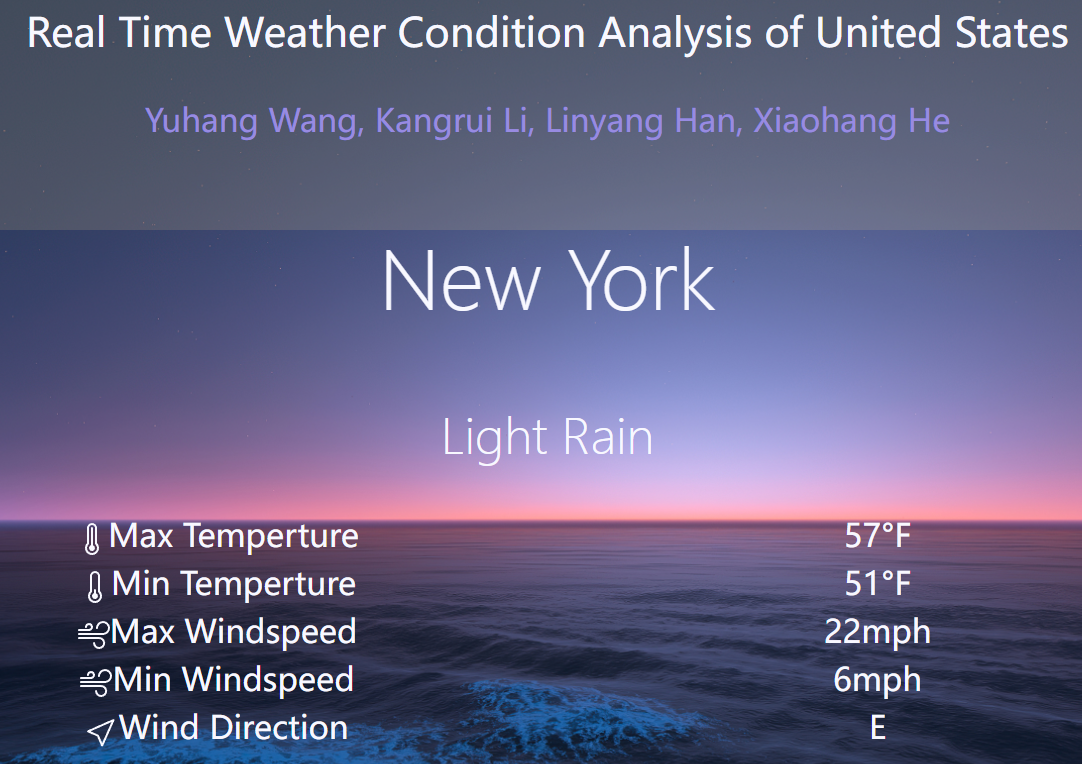 Real Time Weather Condition Analysis of United States
Yuhang Wang, Kangrui Li, Linyang Han, Xiaohang He
New York
Light Rain
Max Temperture 57°F
Min Temperture 51°F
Max Windspeed 22mph
Min Windspeed 6mph
Wind Direction E